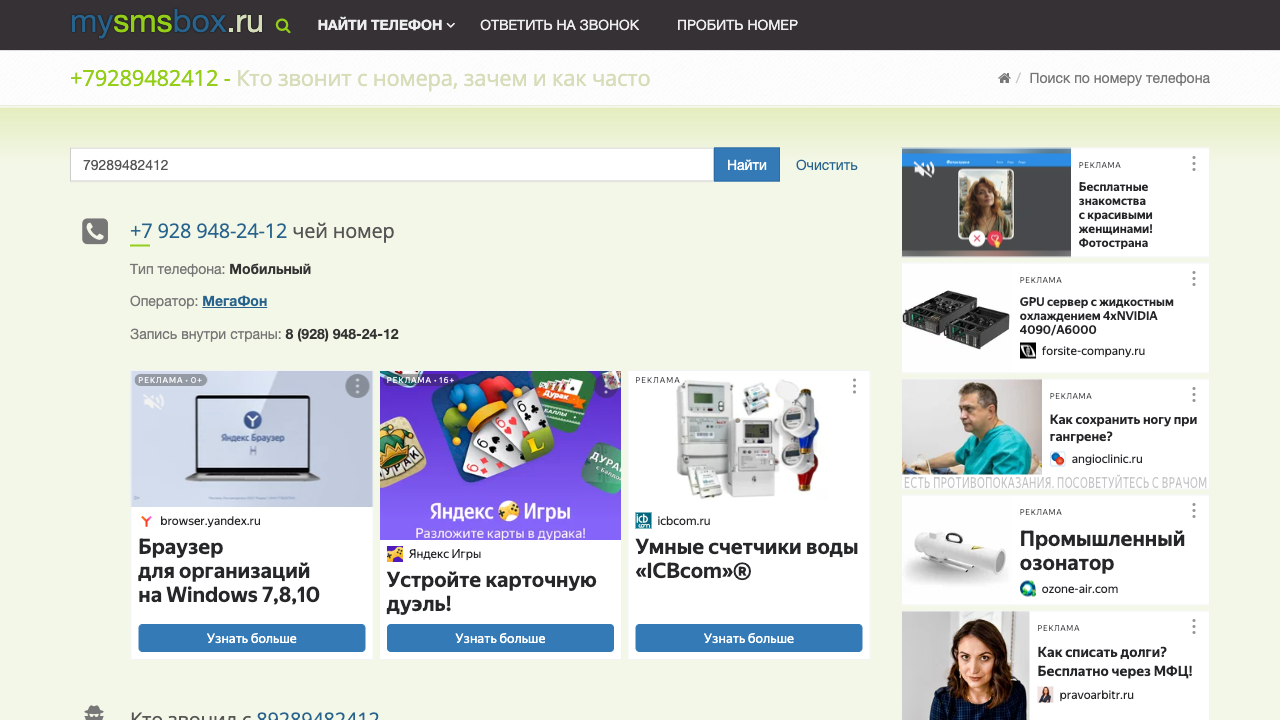 mysmsbox.ru
НАЙТИ ТЕЛЕФОН
ОТВЕТИТЬ НА ЗВОНОК
ПРОБИТЬ НОМЕР
+79289482412 - Кто звонит с номера, зачем и как часто
/ Поиск по номеру телефона
79289482412
Найти
Очистить
+7 928 948-24-12 чей номер
Тип телефона: Мобильный
Оператор: МегаФон
Запись внутри страны: 8 (928) 948-24-12
РЕКЛАМА • 0+
Яндекс Браузер
browser.yandex.ru
Браузер
для организаций
на Windows 7,8,10
Узнать больше
РЕКЛАМА • 16+
ДУРАК
Яндекс Игры
Разложите карты в дурака!
Яндекс Игры
Устройте карточную
дуэль!
Узнать больше
РЕКЛАМА
icbcom.ru
Умные счетчики воды
«ICBcom»®
Узнать больше
Кто звонил с 89289482412
РЕКЛАМА
Бесплатные
знакомства
с красивыми
женщинами!
Фотострана
РЕКЛАМА
GPU сервер с жидкостным
охлаждением 4xNVIDIA
4090/A6000
forsite-company.ru
РЕКЛАМА
Как сохранить ногу при
гангрене?
angioclinic.ru
ЕСТЬ ПРОТИВОПОКАЗАНИЯ. ПОСОВЕТУЙТЕСЬ С ВРАЧОМ
РЕКЛАМА
Промышленный
озонатор
ozone-air.com
РЕКЛАМА
Как списать долги?
Бесплатно через МФЦ!
pravoarbitr.ru